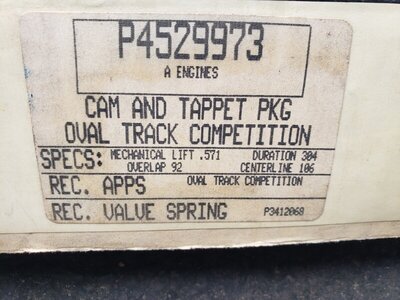 P4529973
A ENGINES
CAM AND TAPPET PKG
OVAL TRACK COMPETITION
SPECS: MECHANICAL LIFT .571 DURATION 304
OVERLAP 92 CENTERLINE 106
REC. APPS OVAL TRACK COMPETITION
REC. VALVE SPRING P3412068